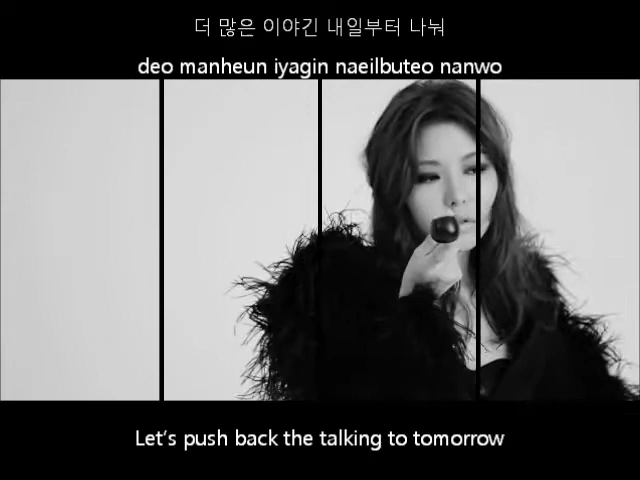 더 많은 이야긴 내일부터 나눠
deo manheun iyagin naeilbuteo nanwo
Let's push back the talking to tomorrow